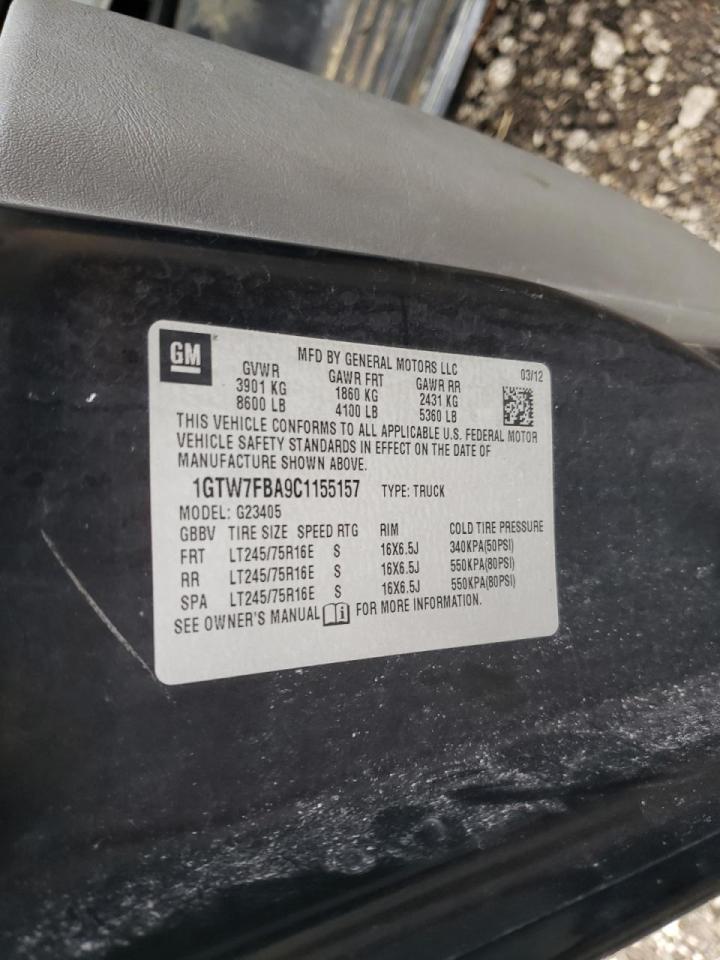 GM
MFD BY GENERAL MOTORS LLC
03/12
GVWR GAWR FRT GAWR RR
3901 KG 1860 KG 2431 KG
8600 LB 4100 LB 5360 LB
THIS VEHICLE CONFORMS TO ALL APPLICABLE U.S. FEDERAL MOTOR
VEHICLE SAFETY STANDARDS IN EFFECT ON THE DATE OF
MANUFACTURE SHOWN ABOVE.
1GTW7FBA9C1155157 TYPE: TRUCK
MODEL: G23405
GBBV TIRE SIZE SPEED RTG RIM COLD TIRE PRESSURE
FRT LT245/75R16E S 16X6.5J 340KPA(50PSI)
RR LT245/75R16E S 16X6.5J 550KPA(80PSI)
SPA LT245/75R16E S 16X6.5J 550KPA(80PSI)
SEE OWNER'S MANUAL i FOR MORE INFORMATION.